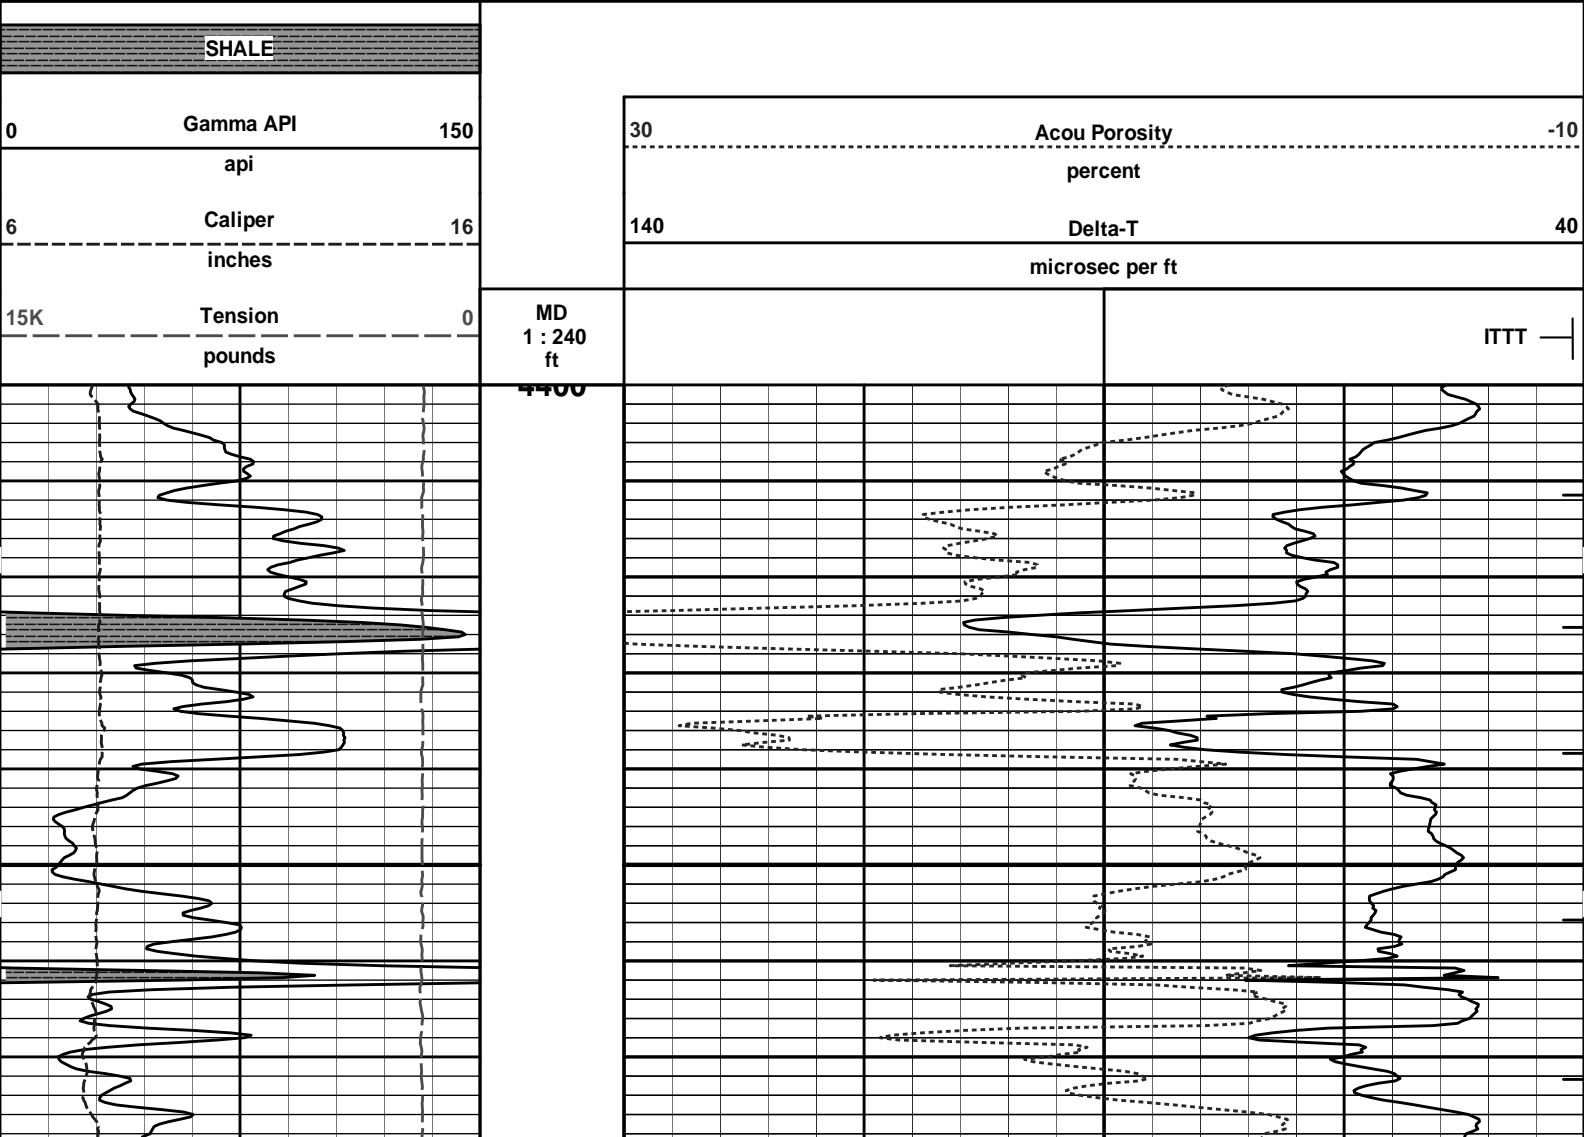 SHALE
0 Gamma API 150
api
6 Caliper 16
inches
15K Tension 0
pounds
MD
1 : 240
ft
30 Acou Porosity -10
percent
140 Delta-T 40
microsec per ft
ITTT
4400